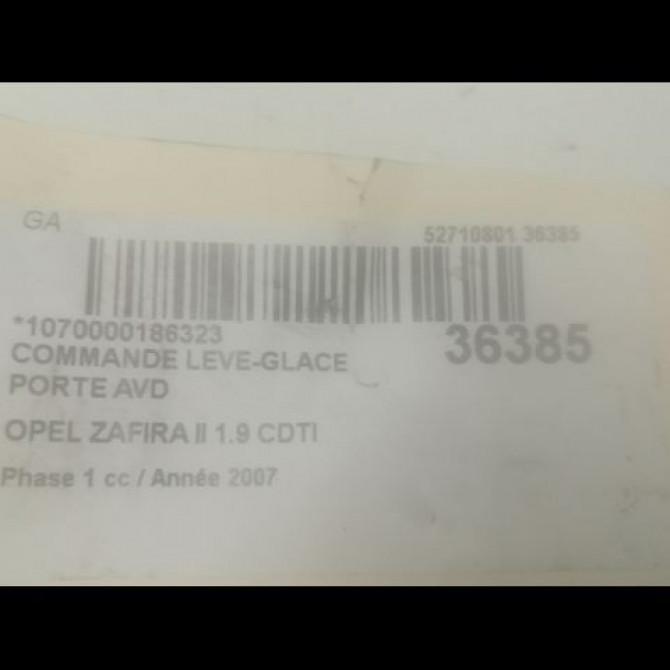 GA
52710801 36385
*1070000186323
36385
COMMANDE LEVE-GLACE
PORTE AVD
OPEL ZAFIRA II 1.9 CDTI
Phase 1 cc / Année 2007